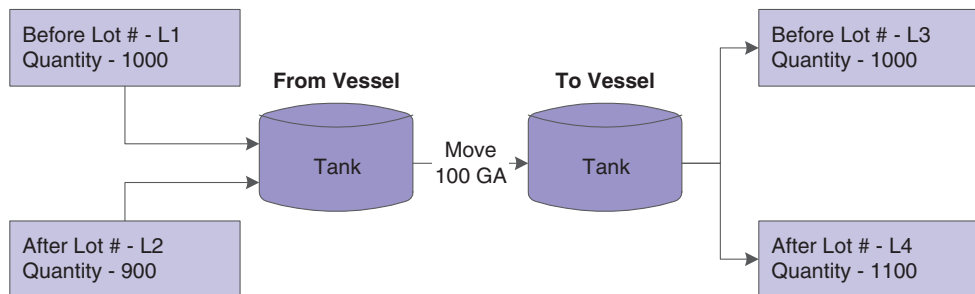 Before Lot # - L1
Quantity - 1000
Before Lot # - L3
Quantity - 1000
From Vessel
To Vessel
Tank
Move
100 GA
Tank
After Lot # - L2
Quantity - 900
After Lot # - L4
Quantity - 1100